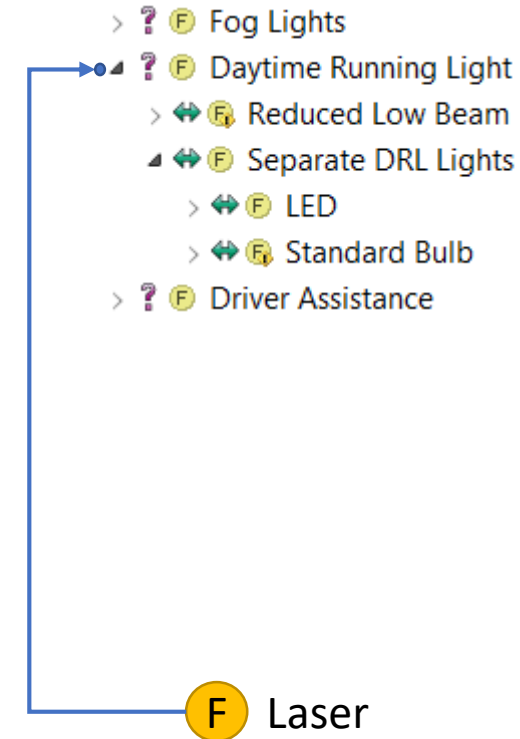 ? F Fog Lights
? F Daytime Running Light
F Reduced Low Beam
F Separate DRL Lights
F LED
F Standard Bulb
? F Driver Assistance
F Laser